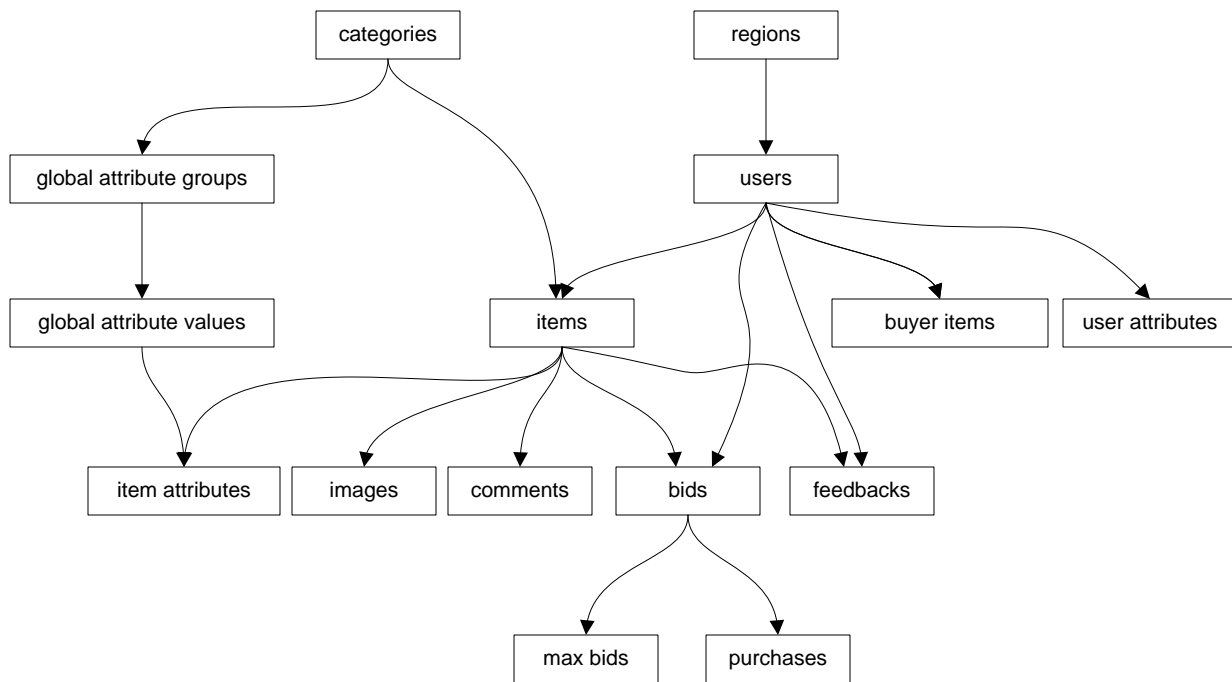 categories
regions
global attribute groups
users
global attribute values
items
buyer items
user attributes
item attributes
images
comments
bids
feedbacks
max bids
purchases